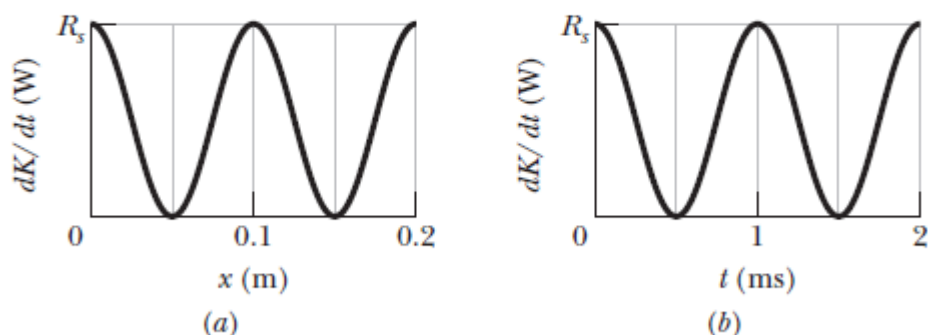 R_s
dK/dt (W)
0
0.1
0.2
x (m)
(a)
R_s
dK/dt (W)
0
1
2
t (ms)
(b)